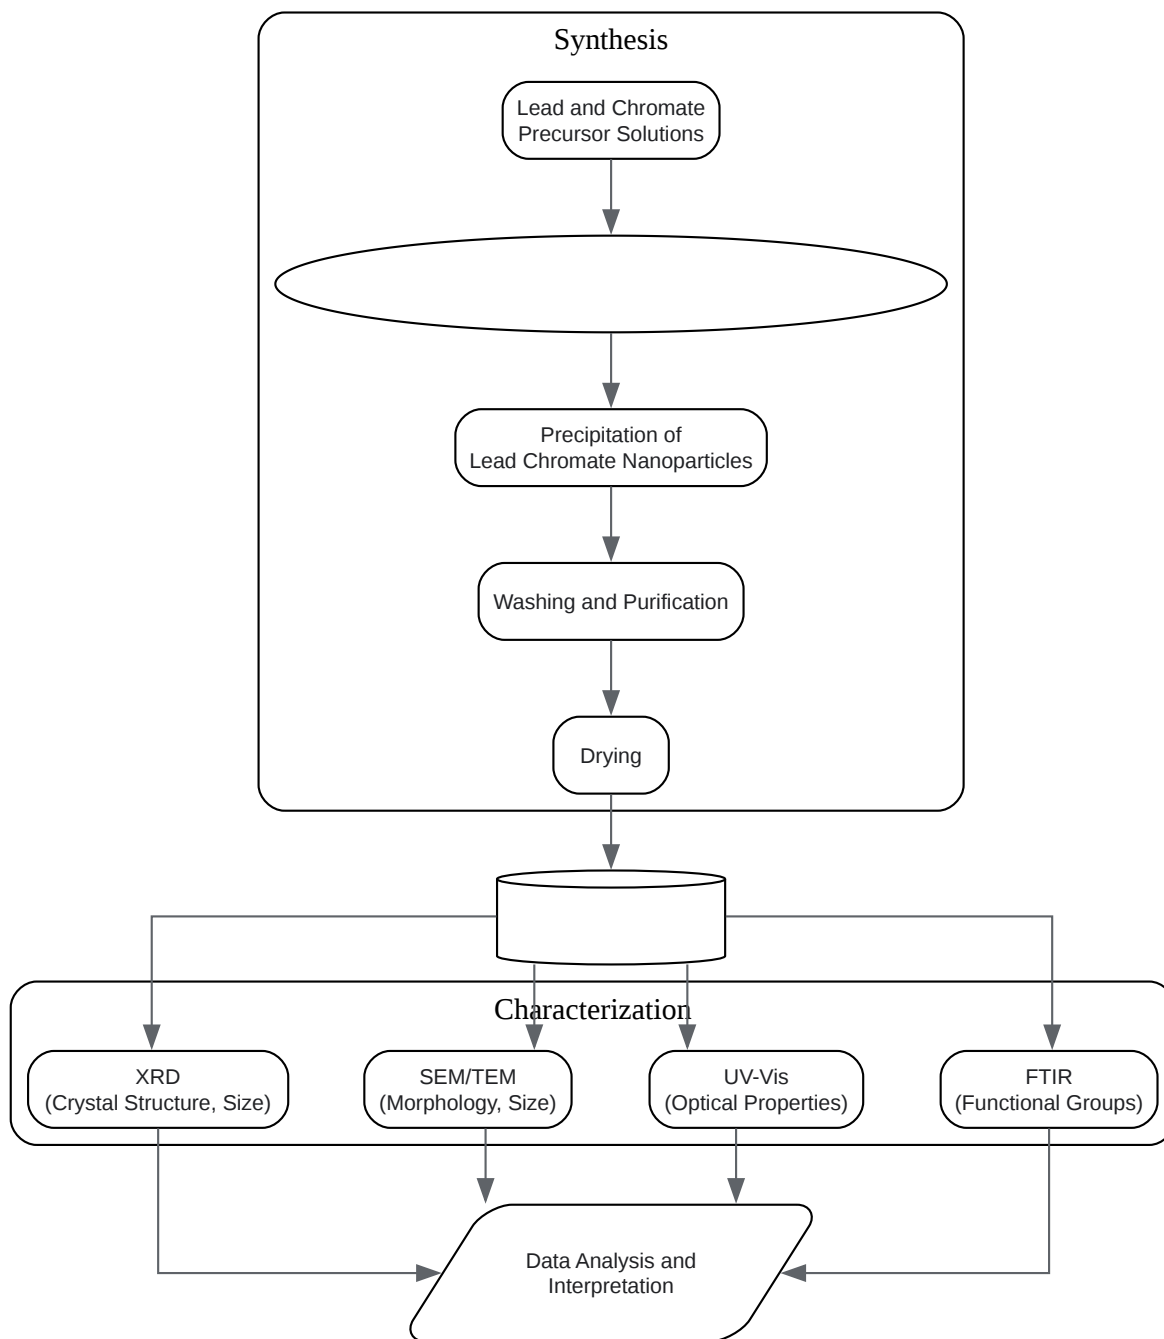 Synthesis
Lead and Chromate
Precursor Solutions
Precipitation of
Lead Chromate Nanoparticles
Washing and Purification
Drying
Characterization
XRD
(Crystal Structure, Size)
SEM/TEM
(Morphology, Size)
UV-Vis
(Optical Properties)
FTIR
(Functional Groups)
Data Analysis and
Interpretation